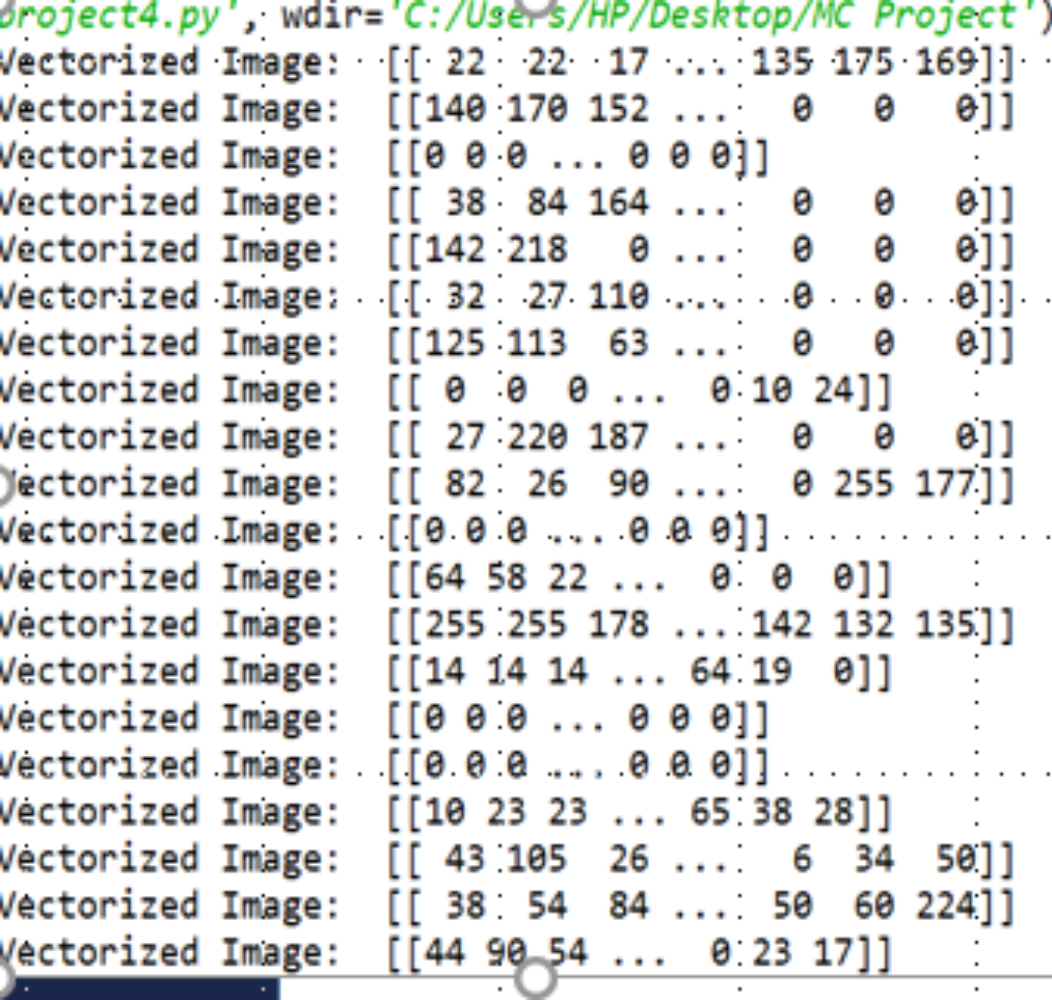 project4.py', wdir='C:/Users/HP/Desktop/MC Project')
Vectorized Image:  [[ 22  22  17 ... 135 175 169]]
Vectorized Image:  [[140 170 152 ...   0   0   0]]
Vectorized Image:  [[0 0 0 ... 0 0 0]]
Vectorized Image:  [[ 38  84 164 ...   0   0   0]]
Vectorized Image:  [[142 218   0 ...   0   0   0]]
Vectorized Image:  [[ 32  27 110 ...   0   0   0]]
Vectorized Image:  [[125 113  63 ...   0   0   0]]
Vectorized Image:  [[ 0  0  0 ...  0 10 24]]
Vectorized Image:  [[ 27 220 187 ...   0   0   0]]
Vectorized Image:  [[ 82  26  90 ...   0 255 177]]
Vectorized Image:  [[0 0 0 ... 0 0 0]]
Vectorized Image:  [[64 58 22 ...  0  0  0]]
Vectorized Image:  [[255 255 178 ... 142 132 135]]
Vectorized Image:  [[14 14 14 ... 64 19  0]]
Vectorized Image:  [[0 0 0 ... 0 0 0]]
Vectorized Image:  [[0 0 0 ... 0 0 0]]
Vectorized Image:  [[10 23 23 ... 65 38 28]]
Vectorized Image:  [[ 43 105  26 ...   6  34  50]]
Vectorized Image:  [[ 38  54  84 ...  50  60 224]]
Vectorized Image:  [[44 90 54 ...  0 23 17]]